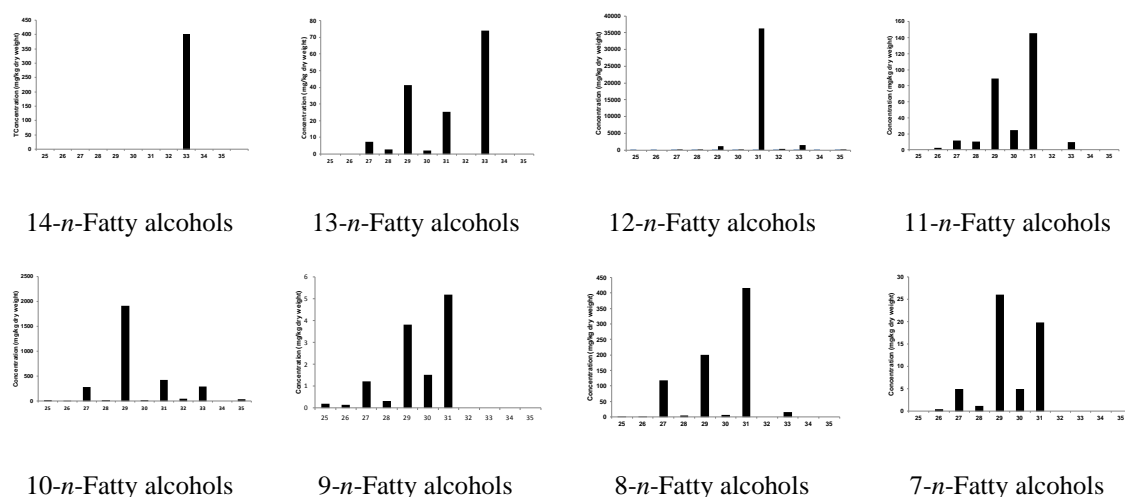 450
400
350
300
250
200
150
100
50
0
TConcentration (mg/kg dry weight)
25 26 27 28 29 30 31 32 33 34 35
14-n-Fatty alcohols
80
70
60
50
40
30
20
10
0
Concentration (mg/kg dry weight)
25 26 27 28 29 30 31 32 33 34 35
13-n-Fatty alcohols
40000
35000
30000
25000
20000
15000
10000
5000
0
Concentration (mg/kg dry weight)
25 26 27 28 29 30 31 32 33 34 35
12-n-Fatty alcohols
160
140
120
100
80
60
40
20
0
Concentration (mg/kg dry weight)
25 26 27 28 29 30 31 32 33 34 35
11-n-Fatty alcohols
2500
2000
1500
1000
500
0
Concentration (mg/kg dry weight)
25 26 27 28 29 30 31 32 33 34 35
10-n-Fatty alcohols
6
5
4
3
2
1
0
Concentration (mg/kg dry weight)
25 26 27 28 29 30 31 32 33 34 35
9-n-Fatty alcohols
450
400
350
300
250
200
150
100
50
0
Concentration (mg/kg dry weight)
25 26 27 28 29 30 31 32 33 34 35
8-n-Fatty alcohols
30
25
20
15
10
5
0
Concentration (mg/kg dry weight)
25 26 27 28 29 30 31 32 33 34 35
7-n-Fatty alcohols